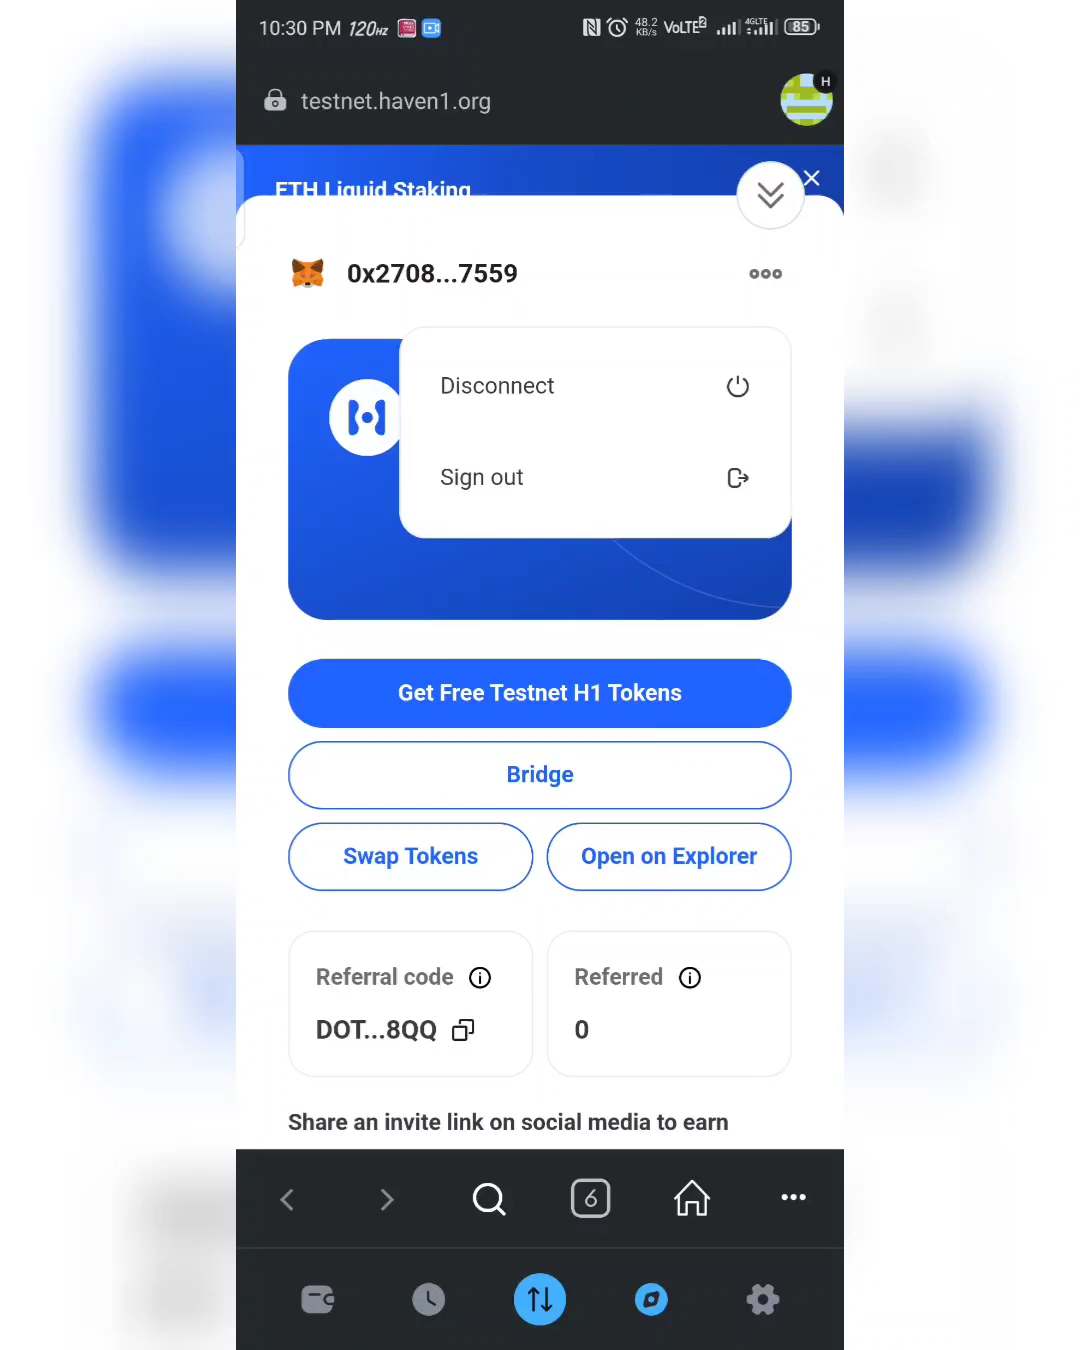 10:30 PM 120HZ
48.2 KB/s VoLTE2 4GLTE 85
testnet.haven1.org
H
ETH Liquid Staking
0x2708...7559
Disconnect
Sign out
Get Free Testnet H1 Tokens
Bridge
Swap Tokens Open on Explorer
Referral code Referred
DOT...8QQ 0
Share an invite link on social media to earn
6